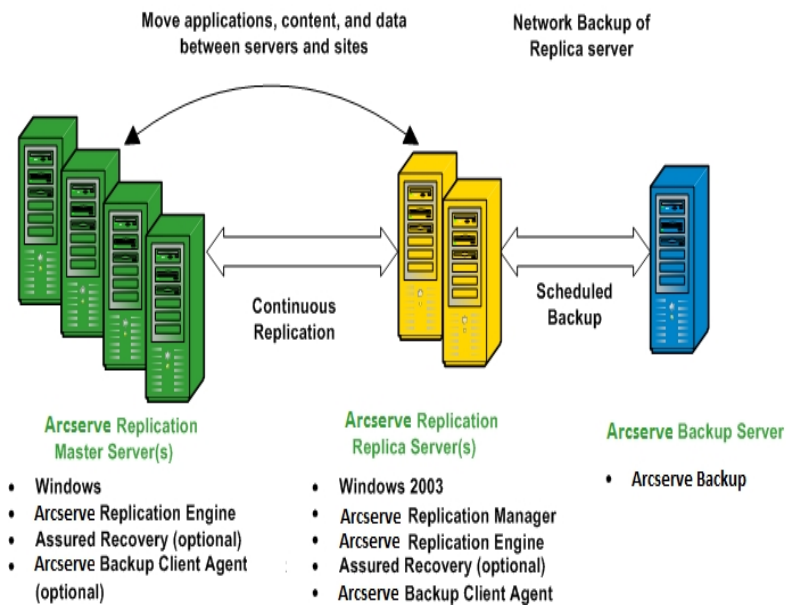 Move applications, content, and data
between servers and sites
Network Backup of
Replica server
Continuous
Replication
Scheduled
Backup
Arcserve Replication
Master Server(s)
• Windows
• Arcserve Replication Engine
• Assured Recovery (optional)
• Arcserve Backup Client Agent
(optional)
Arcserve Replication
Replica Server(s)
• Windows 2003
• Arcserve Replication Manager
• Arcserve Replication Engine
• Assured Recovery (optional)
• Arcserve Backup Client Agent
Arcserve Backup Server
• Arcserve Backup